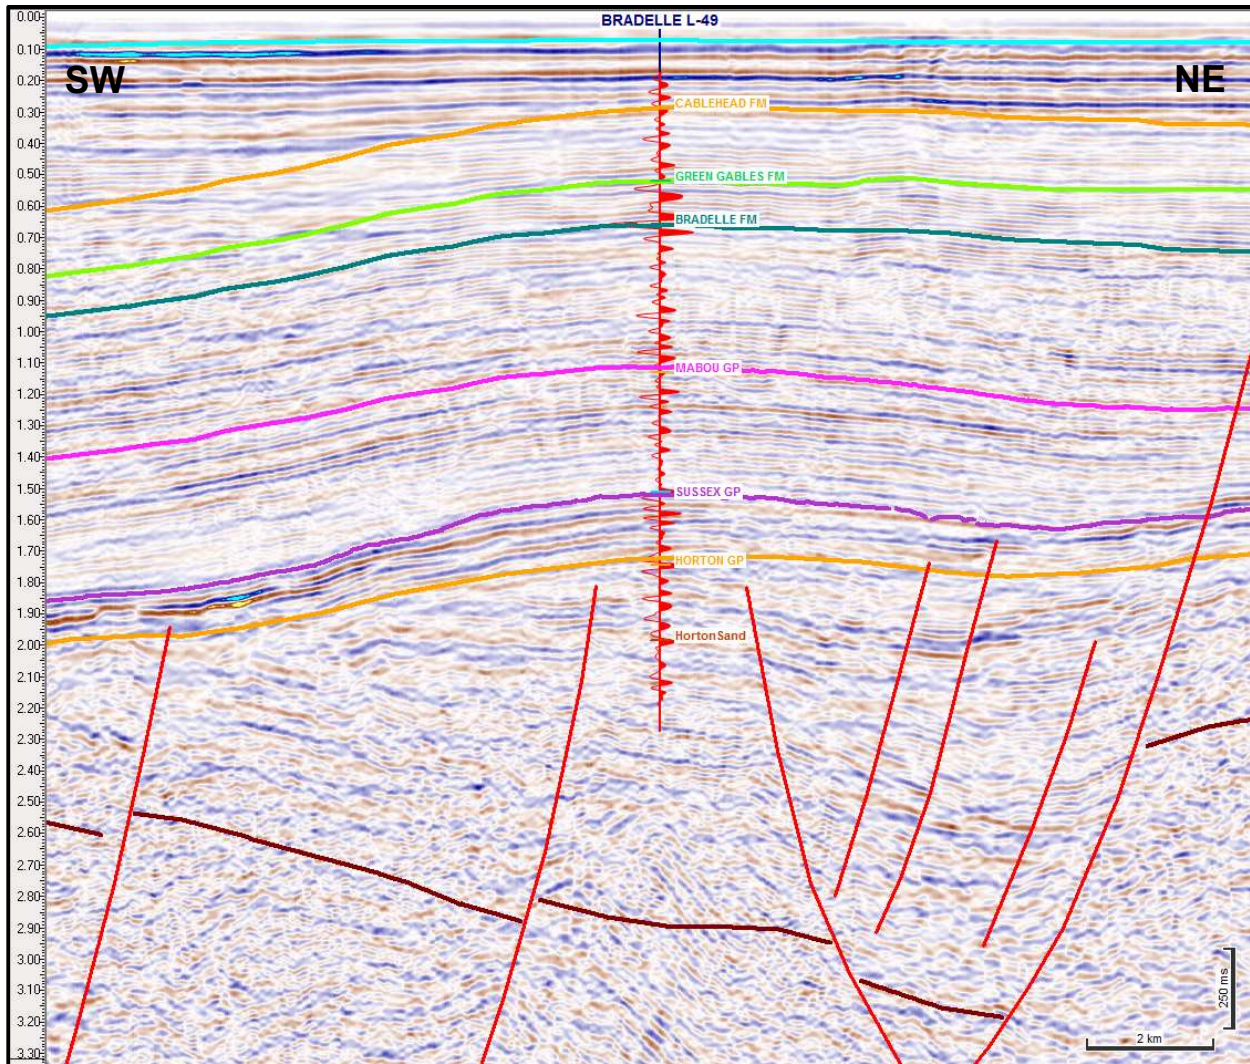 BRADELLE L-49
SW
NE
0.00
0.10
0.20
0.30
0.40
0.50
0.60
0.70
0.80
0.90
1.00
1.10
1.20
1.30
1.40
1.50
1.60
1.70
1.80
1.90
2.00
2.10
2.20
2.30
2.40
2.50
2.60
2.70
2.80
2.90
3.00
3.10
3.20
3.30
CABLEHEAD FM
GREEN GABLES FM
BRADELLE FM
MABOU GP
SUSSEX GP
HORTON GP
HortonSand
250 ms
2 km